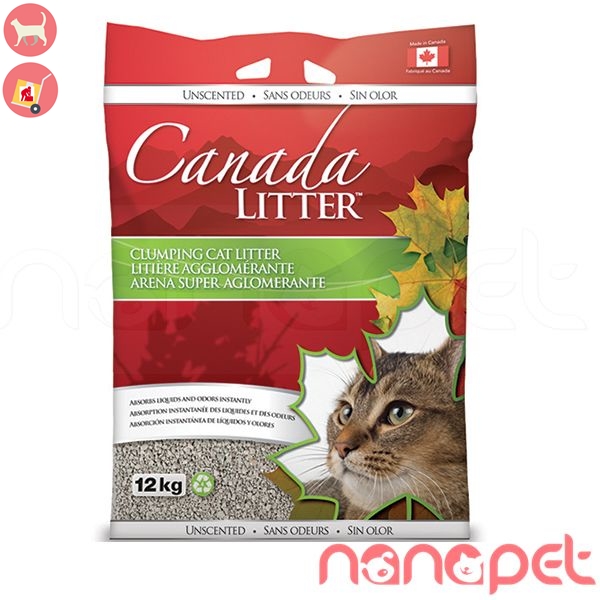 Made in Canada
Fabriqué au Canada
UNSCENTED • SANS ODEURS • SIN OLOR
Canada
LITTER™
CLUMPING CAT LITTER
LITIÈRE AGGLOMÉRANTE
ARENA SUPER AGLOMERANTE
nanapet
ABSORBS LIQUIDS AND ODORS INSTANTLY
ABSORPTION INSTANTANÉE DES LIQUIDES ET DES ODEURS
ABSORCIÓN INSTANTÁNEA DE LÍQUIDOS Y OLORES
12 kg
UNSCENTED • SANS ODEURS • SIN OLOR
nanapet